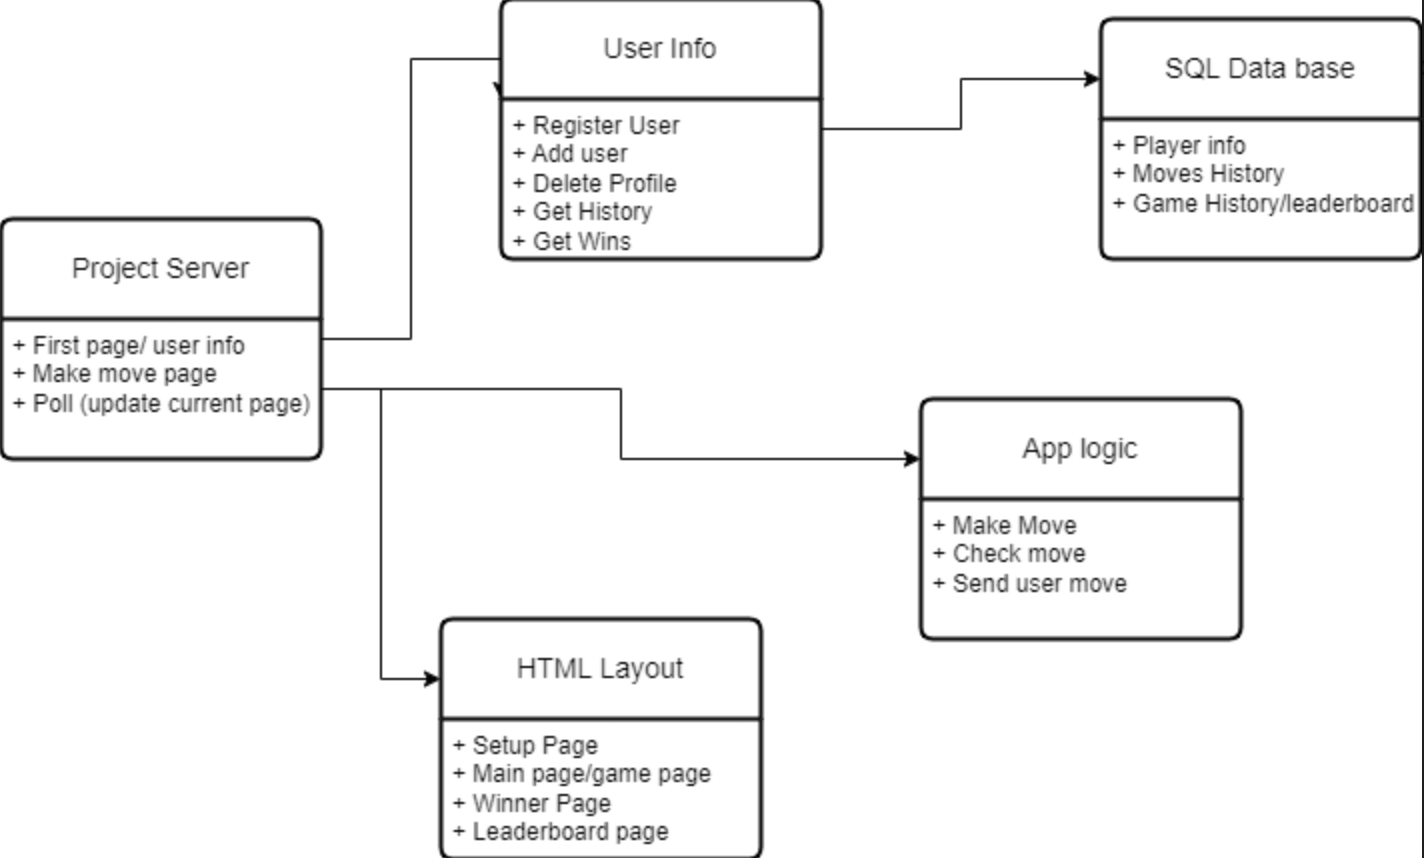 User Info
+ Register User
+ Add user
+ Delete Profile
+ Get History
+ Get Wins
SQL Data base
+ Player info
+ Moves History
+ Game History/leaderboard
Project Server
+ First page/ user info
+ Make move page
+ Poll (update current page)
App logic
+ Make Move
+ Check move
+ Send user move
HTML Layout
+ Setup Page
+ Main page/game page
+ Winner Page
+ Leaderboard page